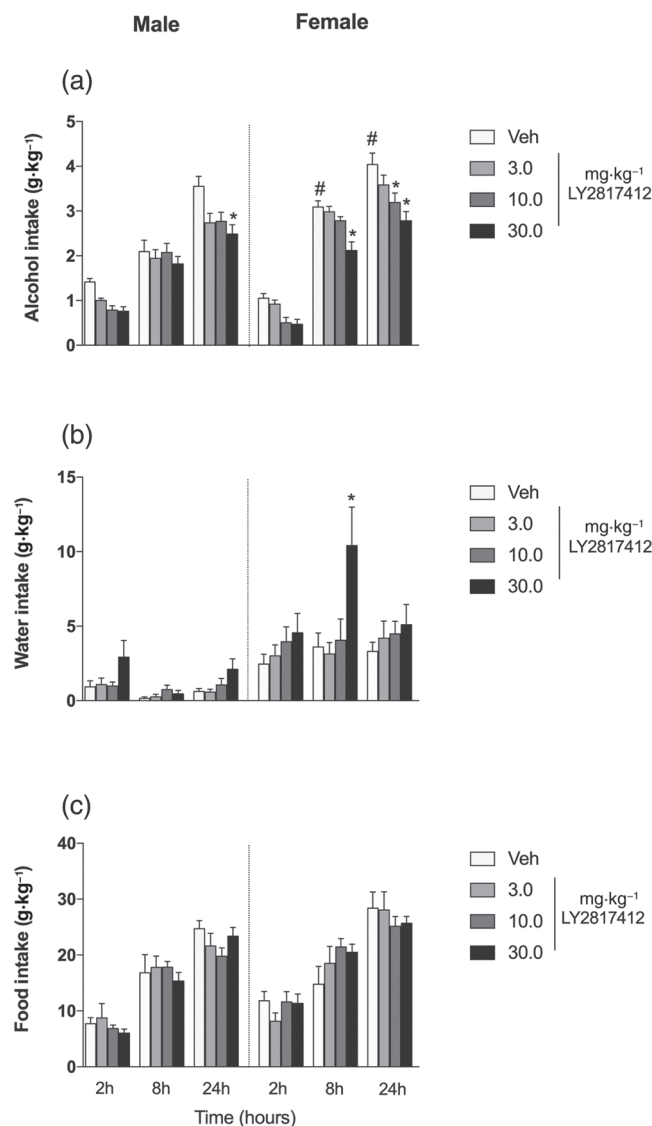 Male Female
(a)
5
4
3
2
1
0
Alcohol intake (g·kg⁻¹)
#
*
#
*
*
*
Veh
3.0
10.0
30.0
mg·kg⁻¹
LY2817412
(b)
15
10
5
0
Water intake (g·kg⁻¹)
*
Veh
3.0
10.0
30.0
mg·kg⁻¹
LY2817412
(c)
40
30
20
10
0
Food intake (g·kg⁻¹)
Veh
3.0
10.0
30.0
mg·kg⁻¹
LY2817412
2h 8h 24h 2h 8h 24h
Time (hours)